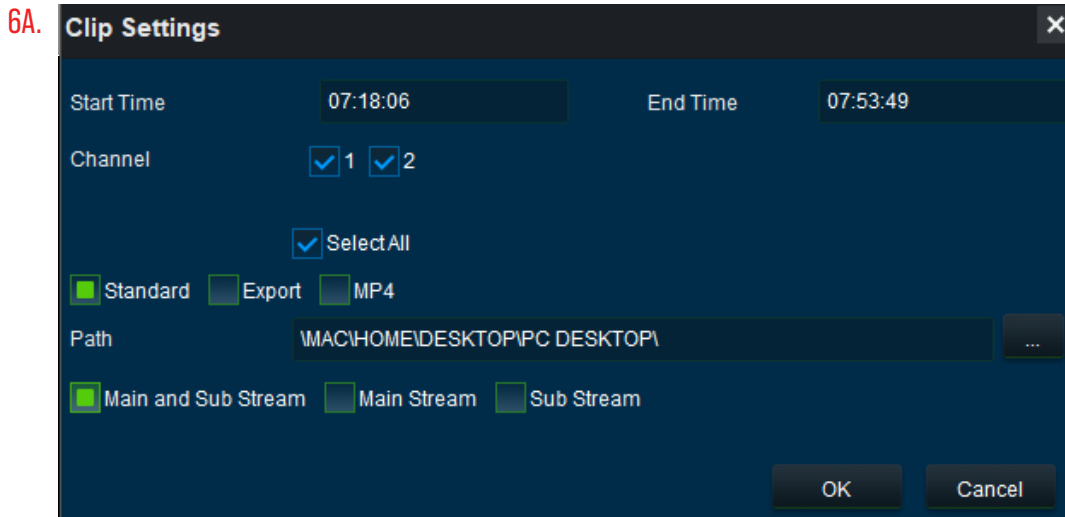 6A.
Clip Settings
Start Time 07:18:06 End Time 07:53:49
Channel 1 2
Select All
Standard Export MP4
Path \MAC\HOME\DESKTOP\PC DESKTOP\ ...
Main and Sub Stream Main Stream Sub Stream
OK Cancel